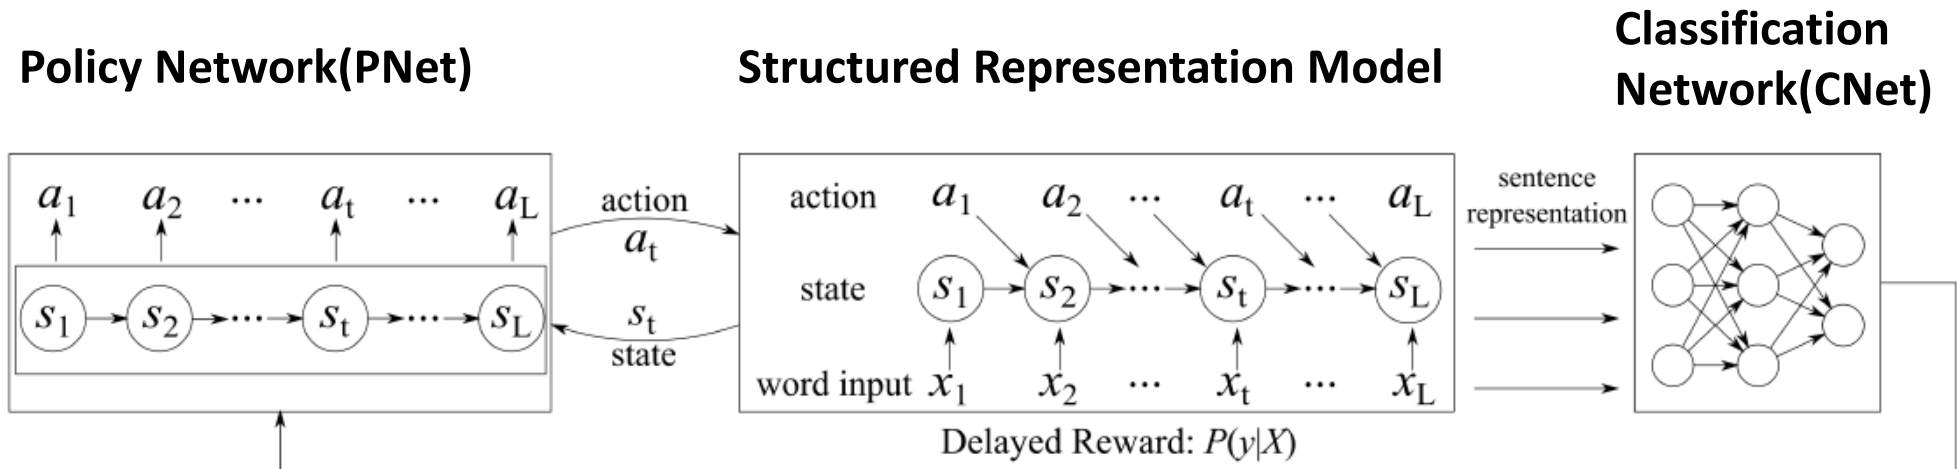 Policy Network(PNet)
Structured Representation Model
Classification
Network(CNet)
a1 a2 ... at ... aL
s1 s2 ... st ... sL
action
at
st
state
action a1 a2 ... at ... aL
state s1 s2 ... st ... sL
word input x1 x2 ... xt ... xL
sentence
representation
Delayed Reward: P(y|X)